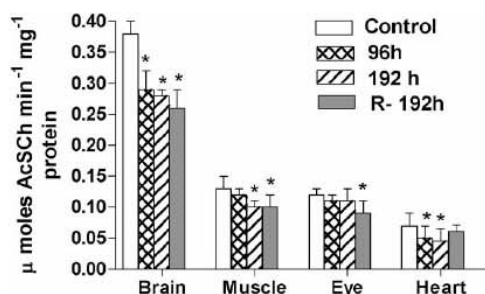 μ moles AcSCh min⁻¹ mg⁻¹
protein
0.40
0.35
0.30
0.25
0.20
0.15
0.10
0.05
0.00
Control
96h
192 h
R- 192h
* * *
* *
*
* *
Brain Muscle Eye Heart